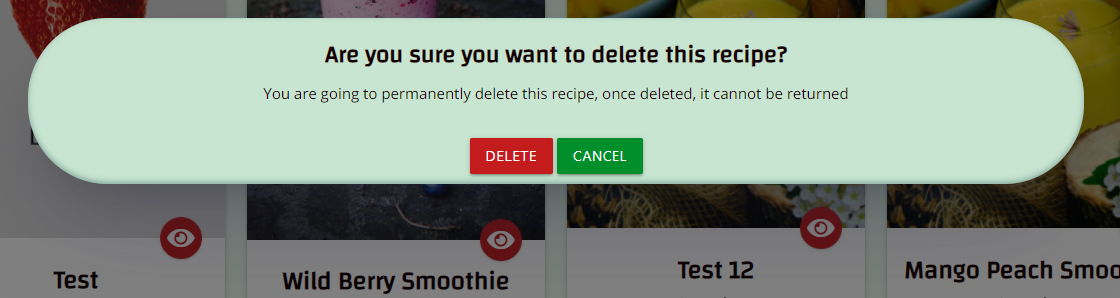 Are you sure you want to delete this recipe?
You are going to permanently delete this recipe, once deleted, it cannot be returned
DELETE CANCEL
Test
Wild Berry Smoothie
Test 12
Mango Peach Smoo